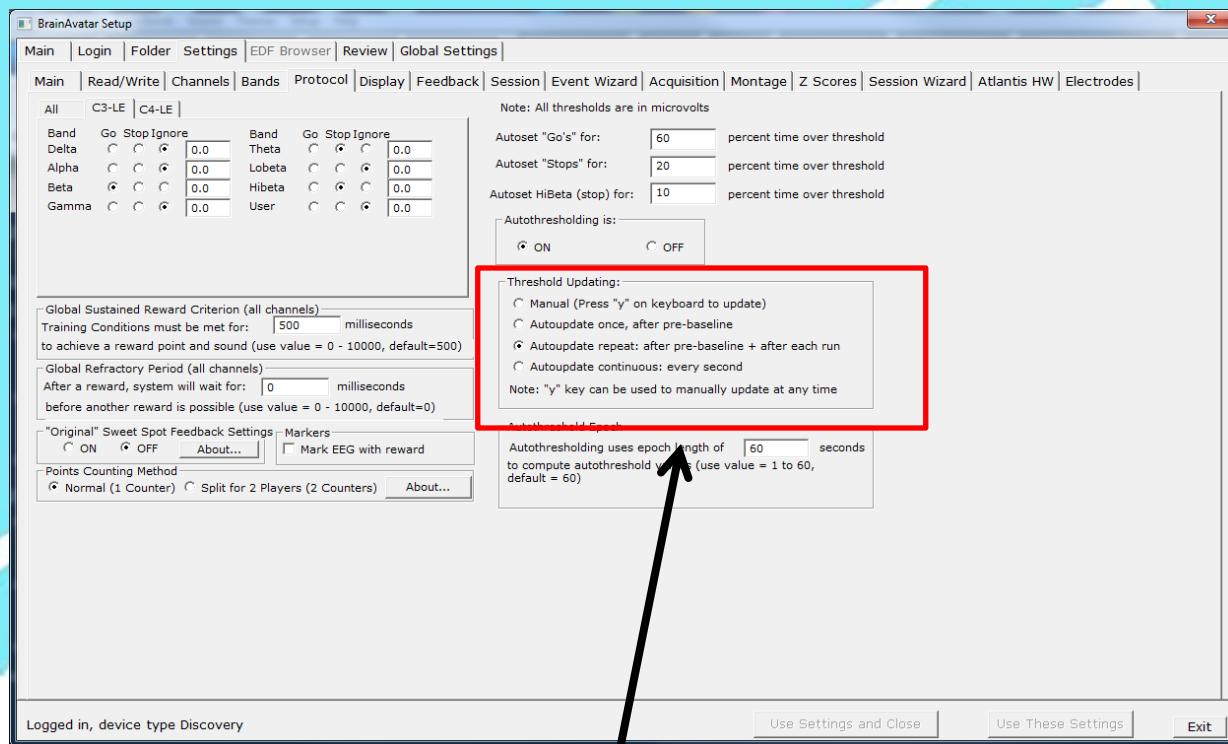 BrainAvatar Setup
Main Login Folder Settings EDF Browser Review Global Settings
Main Read/Write Channels Bands Protocol Display Feedback Session Event Wizard Acquisition Montage Z Scores Session Wizard Atlantis HW Electrodes
All C3-LE C4-LE
Band Go Stop Ignore Band Go Stop Ignore
Delta 0.0 Theta 0.0
Alpha 0.0 Lobeta 0.0
Beta 0.0 Hibeta 0.0
Gamma 0.0 User 0.0
Global Sustained Reward Criterion (all channels)
Training Conditions must be met for: 500 milliseconds
to achieve a reward point and sound (use value = 0 - 10000, default=500)
Global Refractory Period (all channels)
After a reward, system will wait for: 0 milliseconds
before another reward is possible (use value = 0 - 10000, default=0)
"Original" Sweet Spot Feedback Settings
ON OFF About...
Markers
Mark EEG with reward
Points Counting Method
Normal (1 Counter) Split for 2 Players (2 Counters) About...
Note: All thresholds are in microvolts
Autoset "Go's" for: 60 percent time over threshold
Autoset "Stops" for: 20 percent time over threshold
Autoset HiBeta (stop) for: 10 percent time over threshold
Autothresholding is:
ON OFF
Threshold Updating:
Manual (Press "y" on keyboard to update)
Autoupdate once, after pre-baseline
Autoupdate repeat: after pre-baseline + after each run
Autoupdate continuous: every second
Note: "y" key can be used to manually update at any time
Autothreshold Epoch
Autothresholding uses epoch length of 60 seconds
to compute autothreshold (use value = 1 to 60,
default = 60)
Logged in, device type Discovery
Use Settings and Close Use These Settings Exit